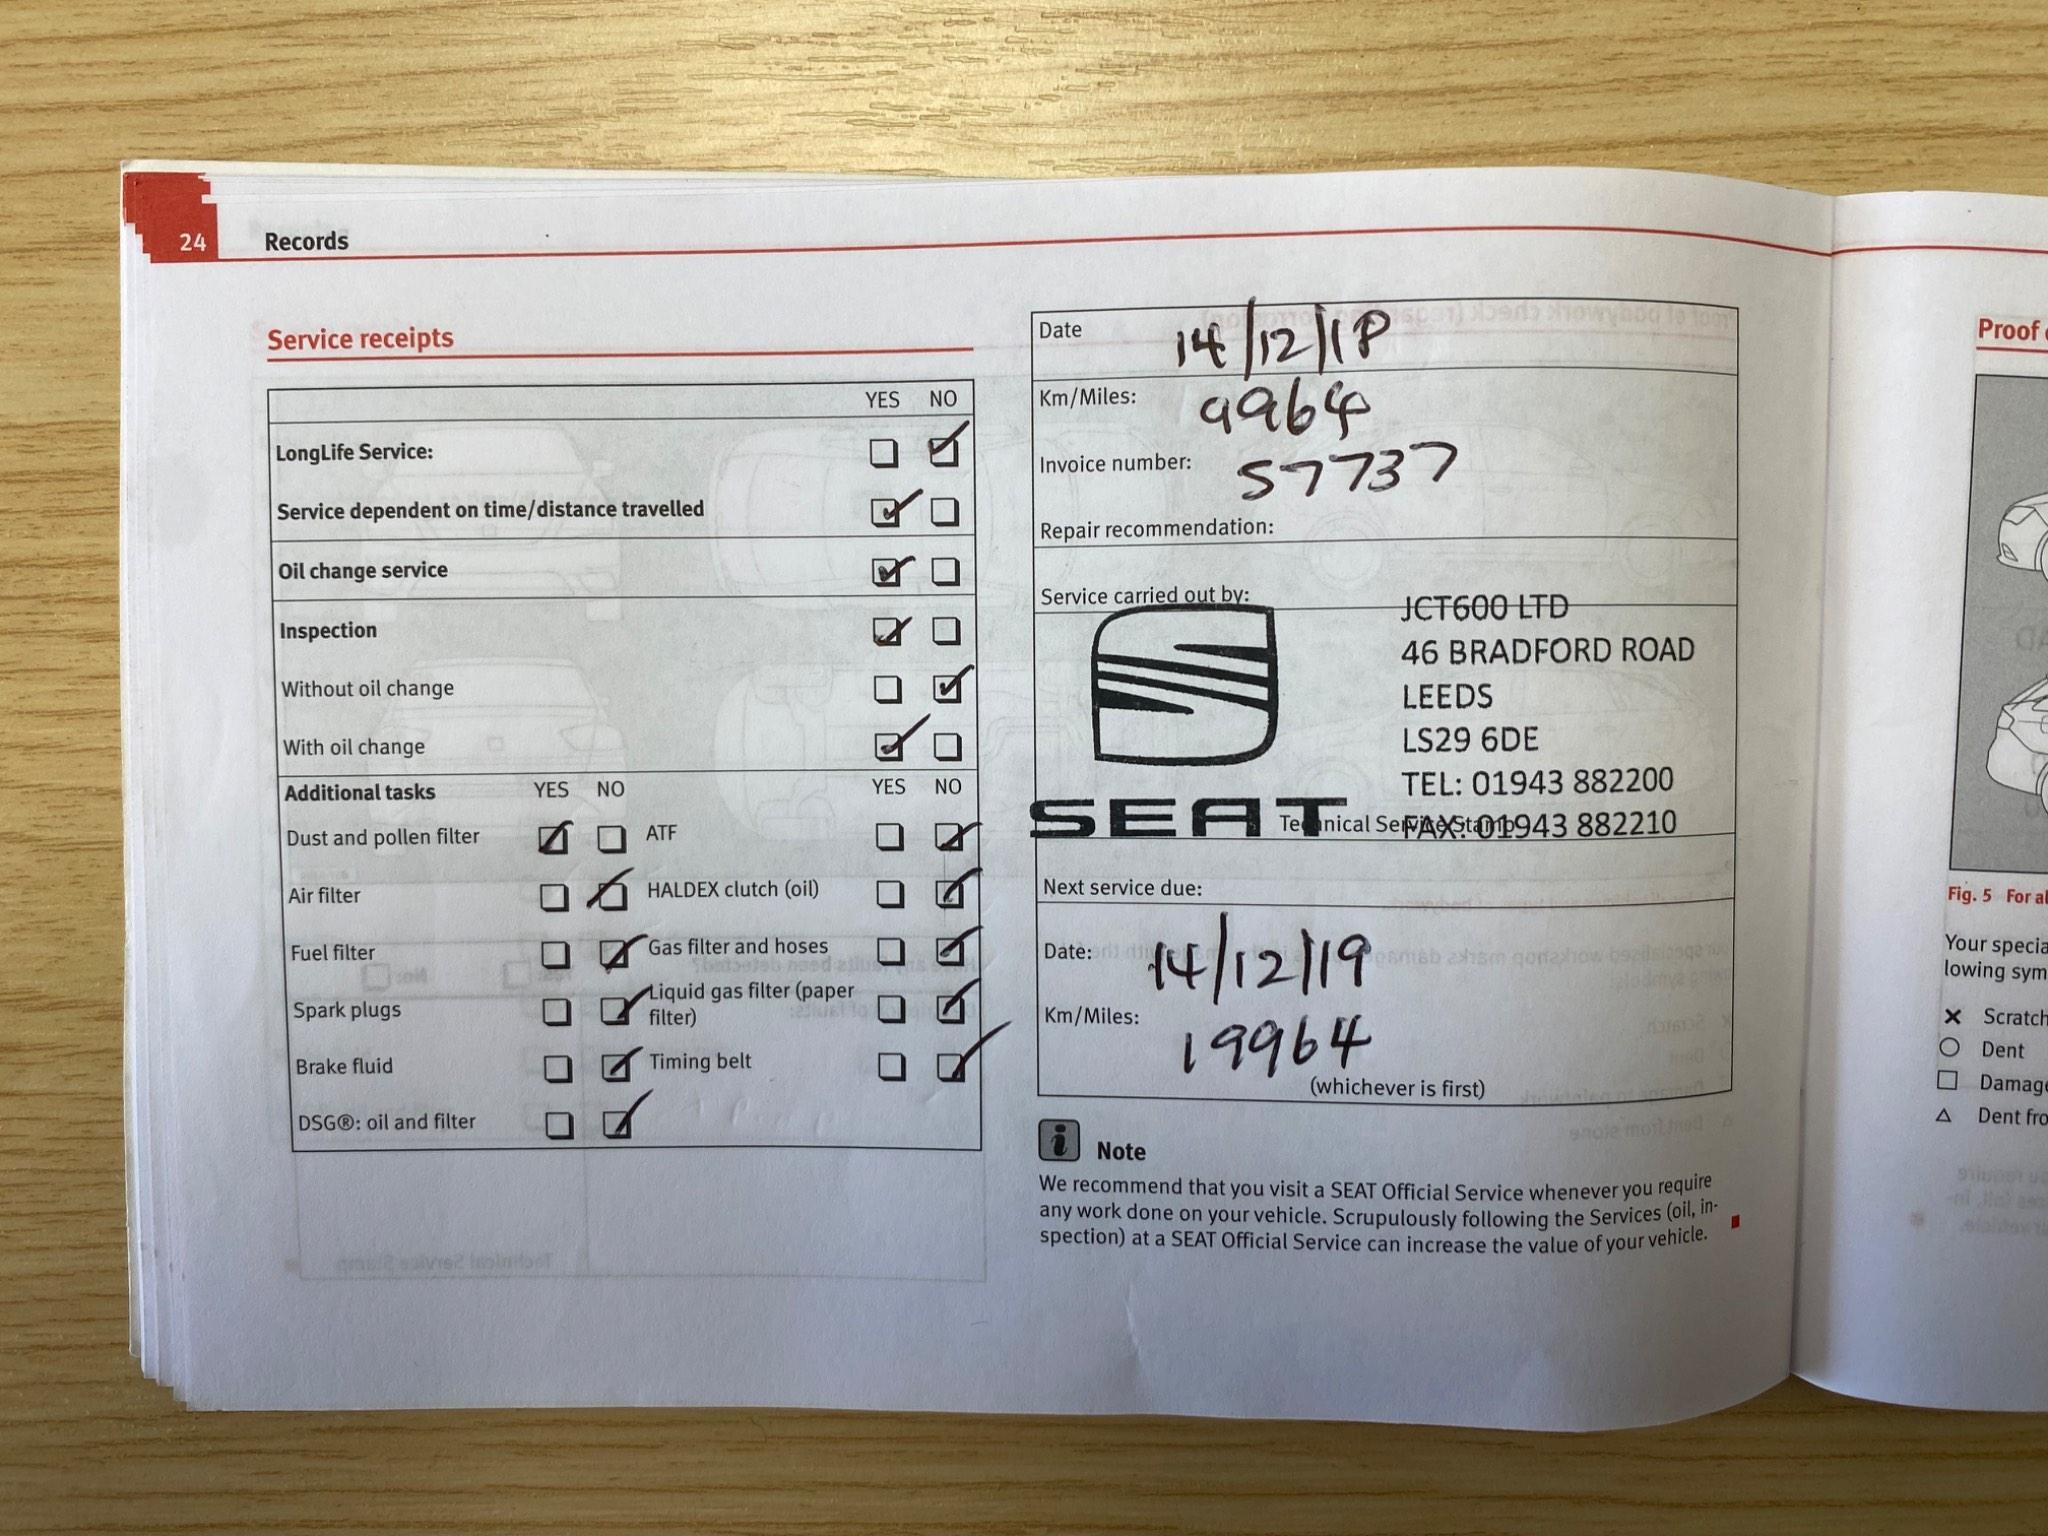 24 Records
Service receipts
YES NO
LongLife Service:
Service dependent on time/distance travelled
Oil change service
Inspection
Without oil change
With oil change
Additional tasks YES NO YES NO
Dust and pollen filter ATF
Air filter HALDEX clutch (oil)
Fuel filter Gas filter and hoses
Spark plugs Liquid gas filter (paper
filter)
Brake fluid Timing belt
DSG®: oil and filter
Date 14/12/18
Km/Miles: 9964
Invoice number: 57737
Repair recommendation:
Service carried out by:
JCT600 LTD
46 BRADFORD ROAD
LEEDS
LS29 6DE
TEL: 01943 882200
FAX: 01943 882210
SEAT
Technical Service Stamp
Next service due:
Date: 14/12/19
Km/Miles: 19964
(whichever is first)
i Note
We recommend that you visit a SEAT Official Service whenever you require
any work done on your vehicle. Scrupulously following the Services (oil, in-
spection) at a SEAT Official Service can increase the value of your vehicle.
Proof
Fig. 5 For
Your
lowing
Scratch
Dent
Dent